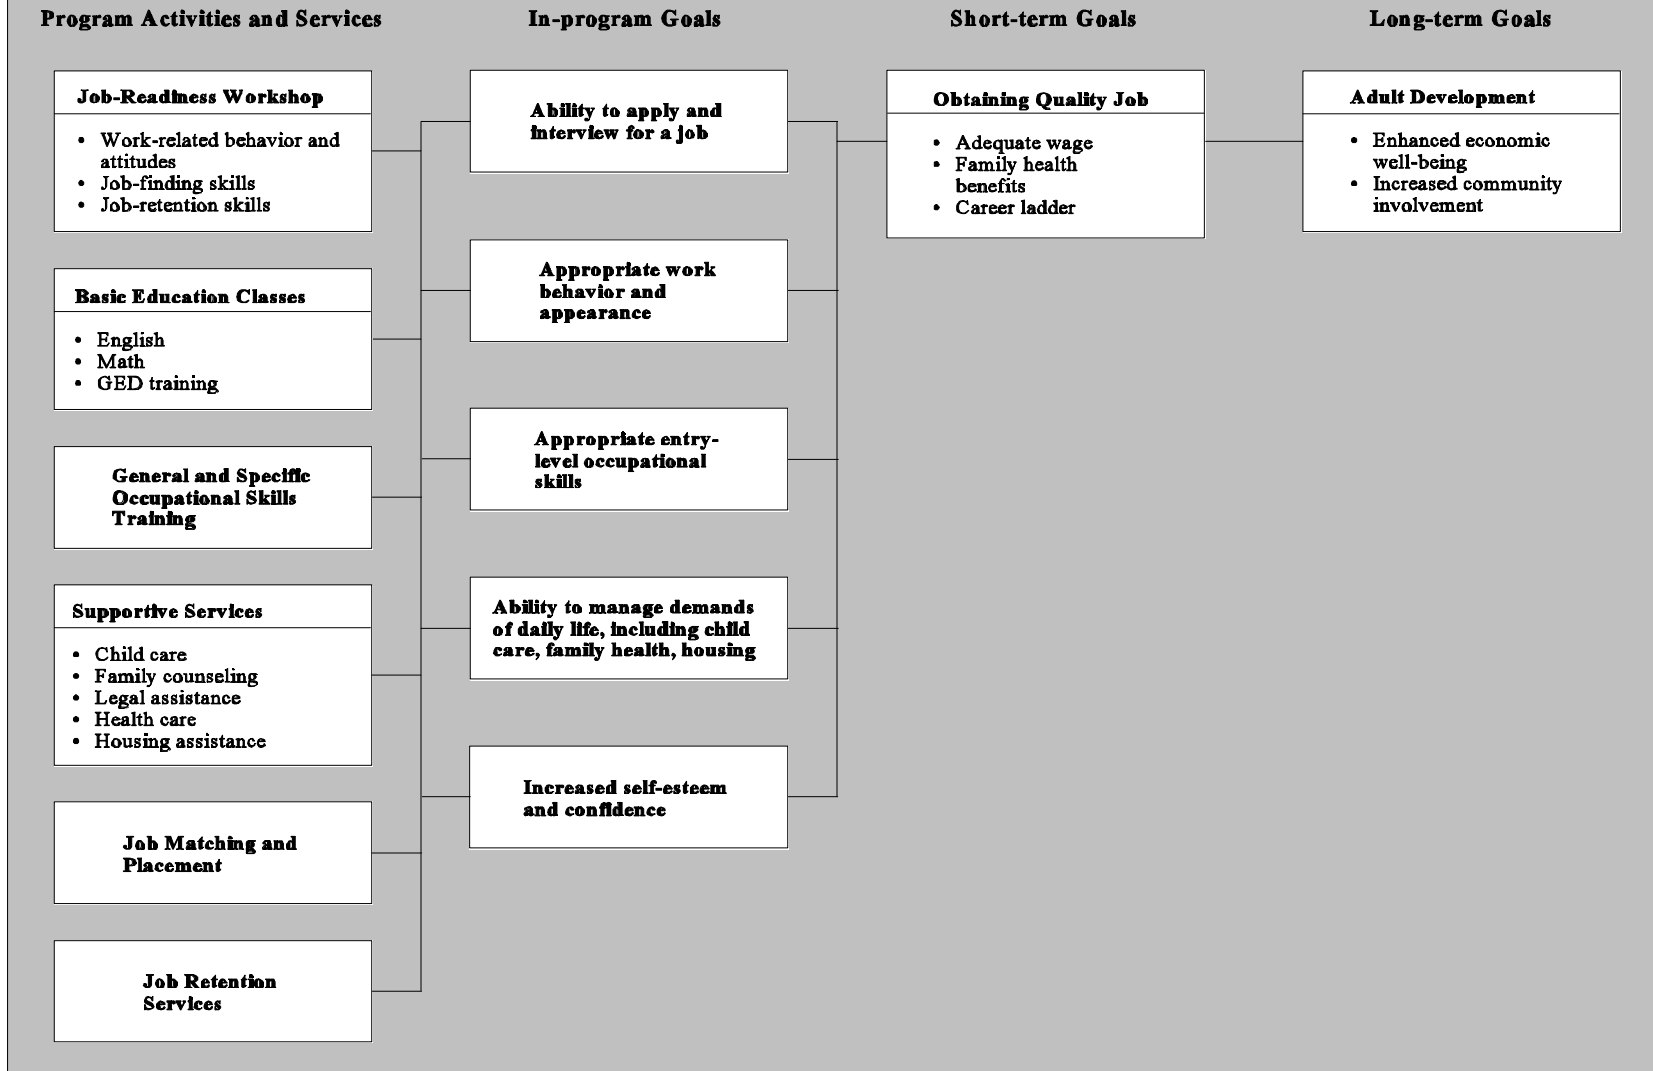 Program Activities and Services
In-program Goals
Short-term Goals
Long-term Goals
Job-Readiness Workshop
• Work-related behavior and
attitudes
• Job-finding skills
• Job-retention skills
Basic Education Classes
• English
• Math
• GED training
General and Specific
Occupational Skills
Training
Supportive Services
• Child care
• Family counseling
• Legal assistance
• Health care
• Housing assistance
Job Matching and
Placement
Job Retention
Services
Ability to apply and
interview for a job
Appropriate work
behavior and
appearance
Appropriate entry-
level occupational
skills
Ability to manage demands
of daily life, including child
care, family health, housing
Increased self-esteem
and confidence
Obtaining Quality Job
• Adequate wage
• Family health
benefits
• Career ladder
Adult Development
• Enhanced economic
well-being
• Increased community
involvement